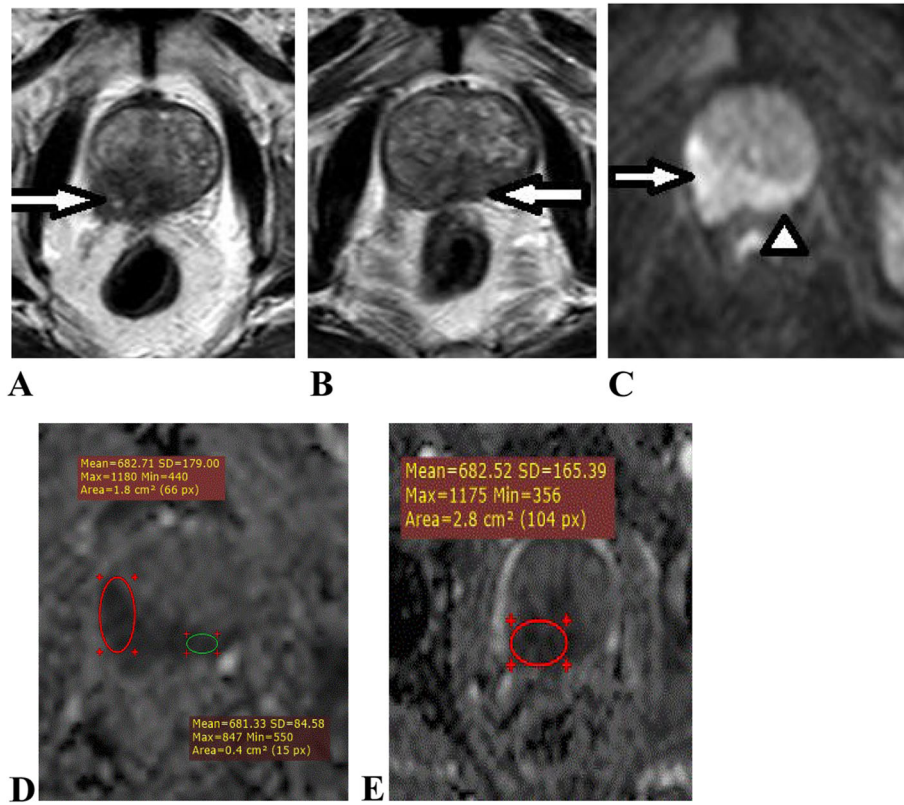 A
B
C
Mean=682.71 SD=179.00
Max=1180 Min=440
Area=1.8 cm² (66 px)
Mean=681.33 SD=84.58
Max=847 Min=550
Area=0.4 cm² (15 px)
D
Mean=682.52 SD=165.39
Max=1175 Min=356
Area=2.8 cm² (104 px)
E